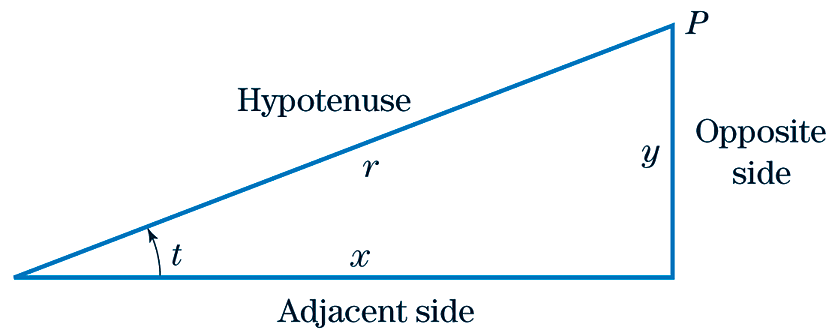 P
Hypotenuse
Opposite
side
y
r
t
x
Adjacent side